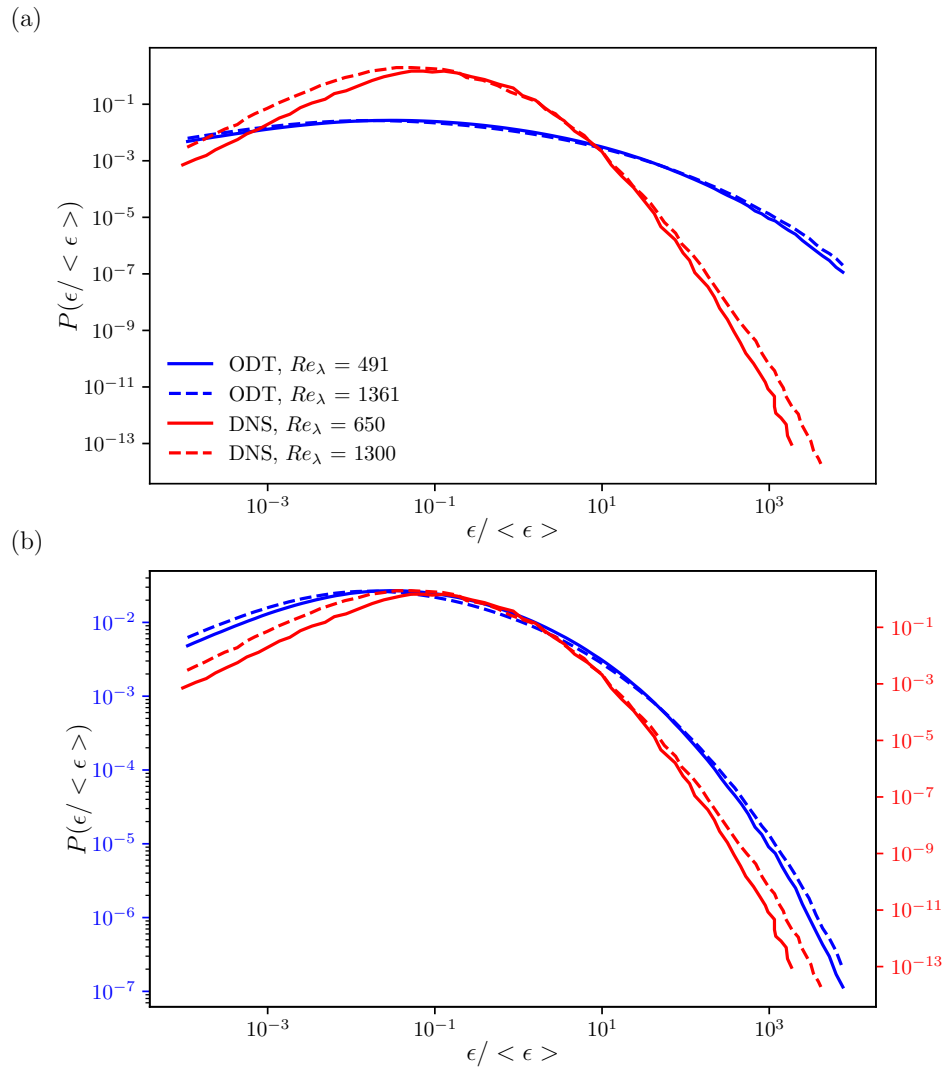 (a)
10^{-1}
10^{-3}
10^{-5}
10^{-7}
10^{-9}
10^{-11}
10^{-13}
P(ϵ/ < ϵ >)
ODT, Re_λ = 491
ODT, Re_λ = 1361
DNS, Re_λ = 650
DNS, Re_λ = 1300
10^{-3} 10^{-1} 10^{1} 10^{3}
ϵ/ < ϵ >
(b)
10^{-2}
10^{-3}
10^{-4}
10^{-5}
10^{-6}
10^{-7}
P(ϵ/ < ϵ >)
10^{-1}
10^{-3}
10^{-5}
10^{-7}
10^{-9}
10^{-11}
10^{-13}
10^{-3} 10^{-1} 10^{1} 10^{3}
ϵ/ < ϵ >